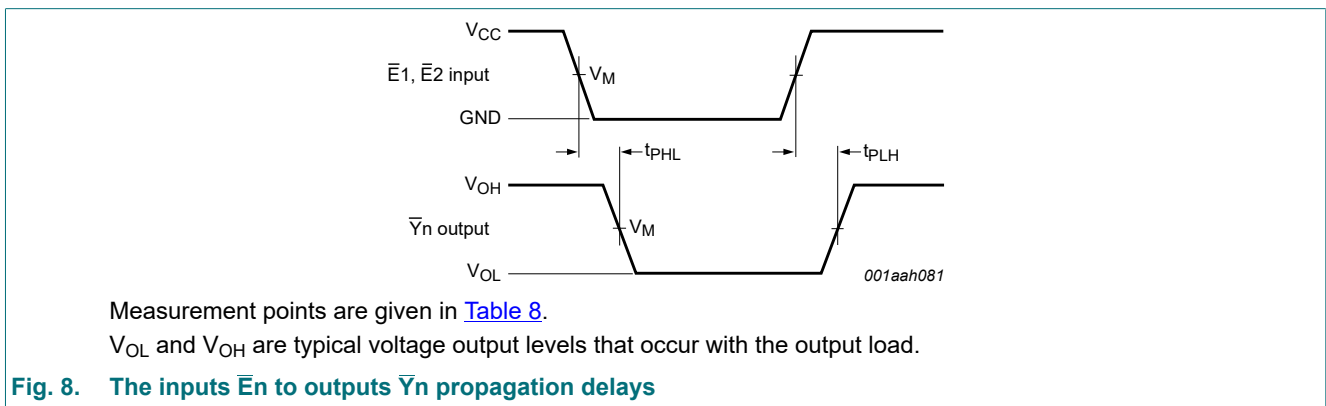 VCC
E̅1, E̅2 input
VM
GND
tPHL
tPLH
VOH
Y̅n output
VM
VOL
001aah081
Measurement points are given in Table 8.
VOL and VOH are typical voltage output levels that occur with the output load.
Fig. 8. The inputs E̅n to outputs Y̅n propagation delays